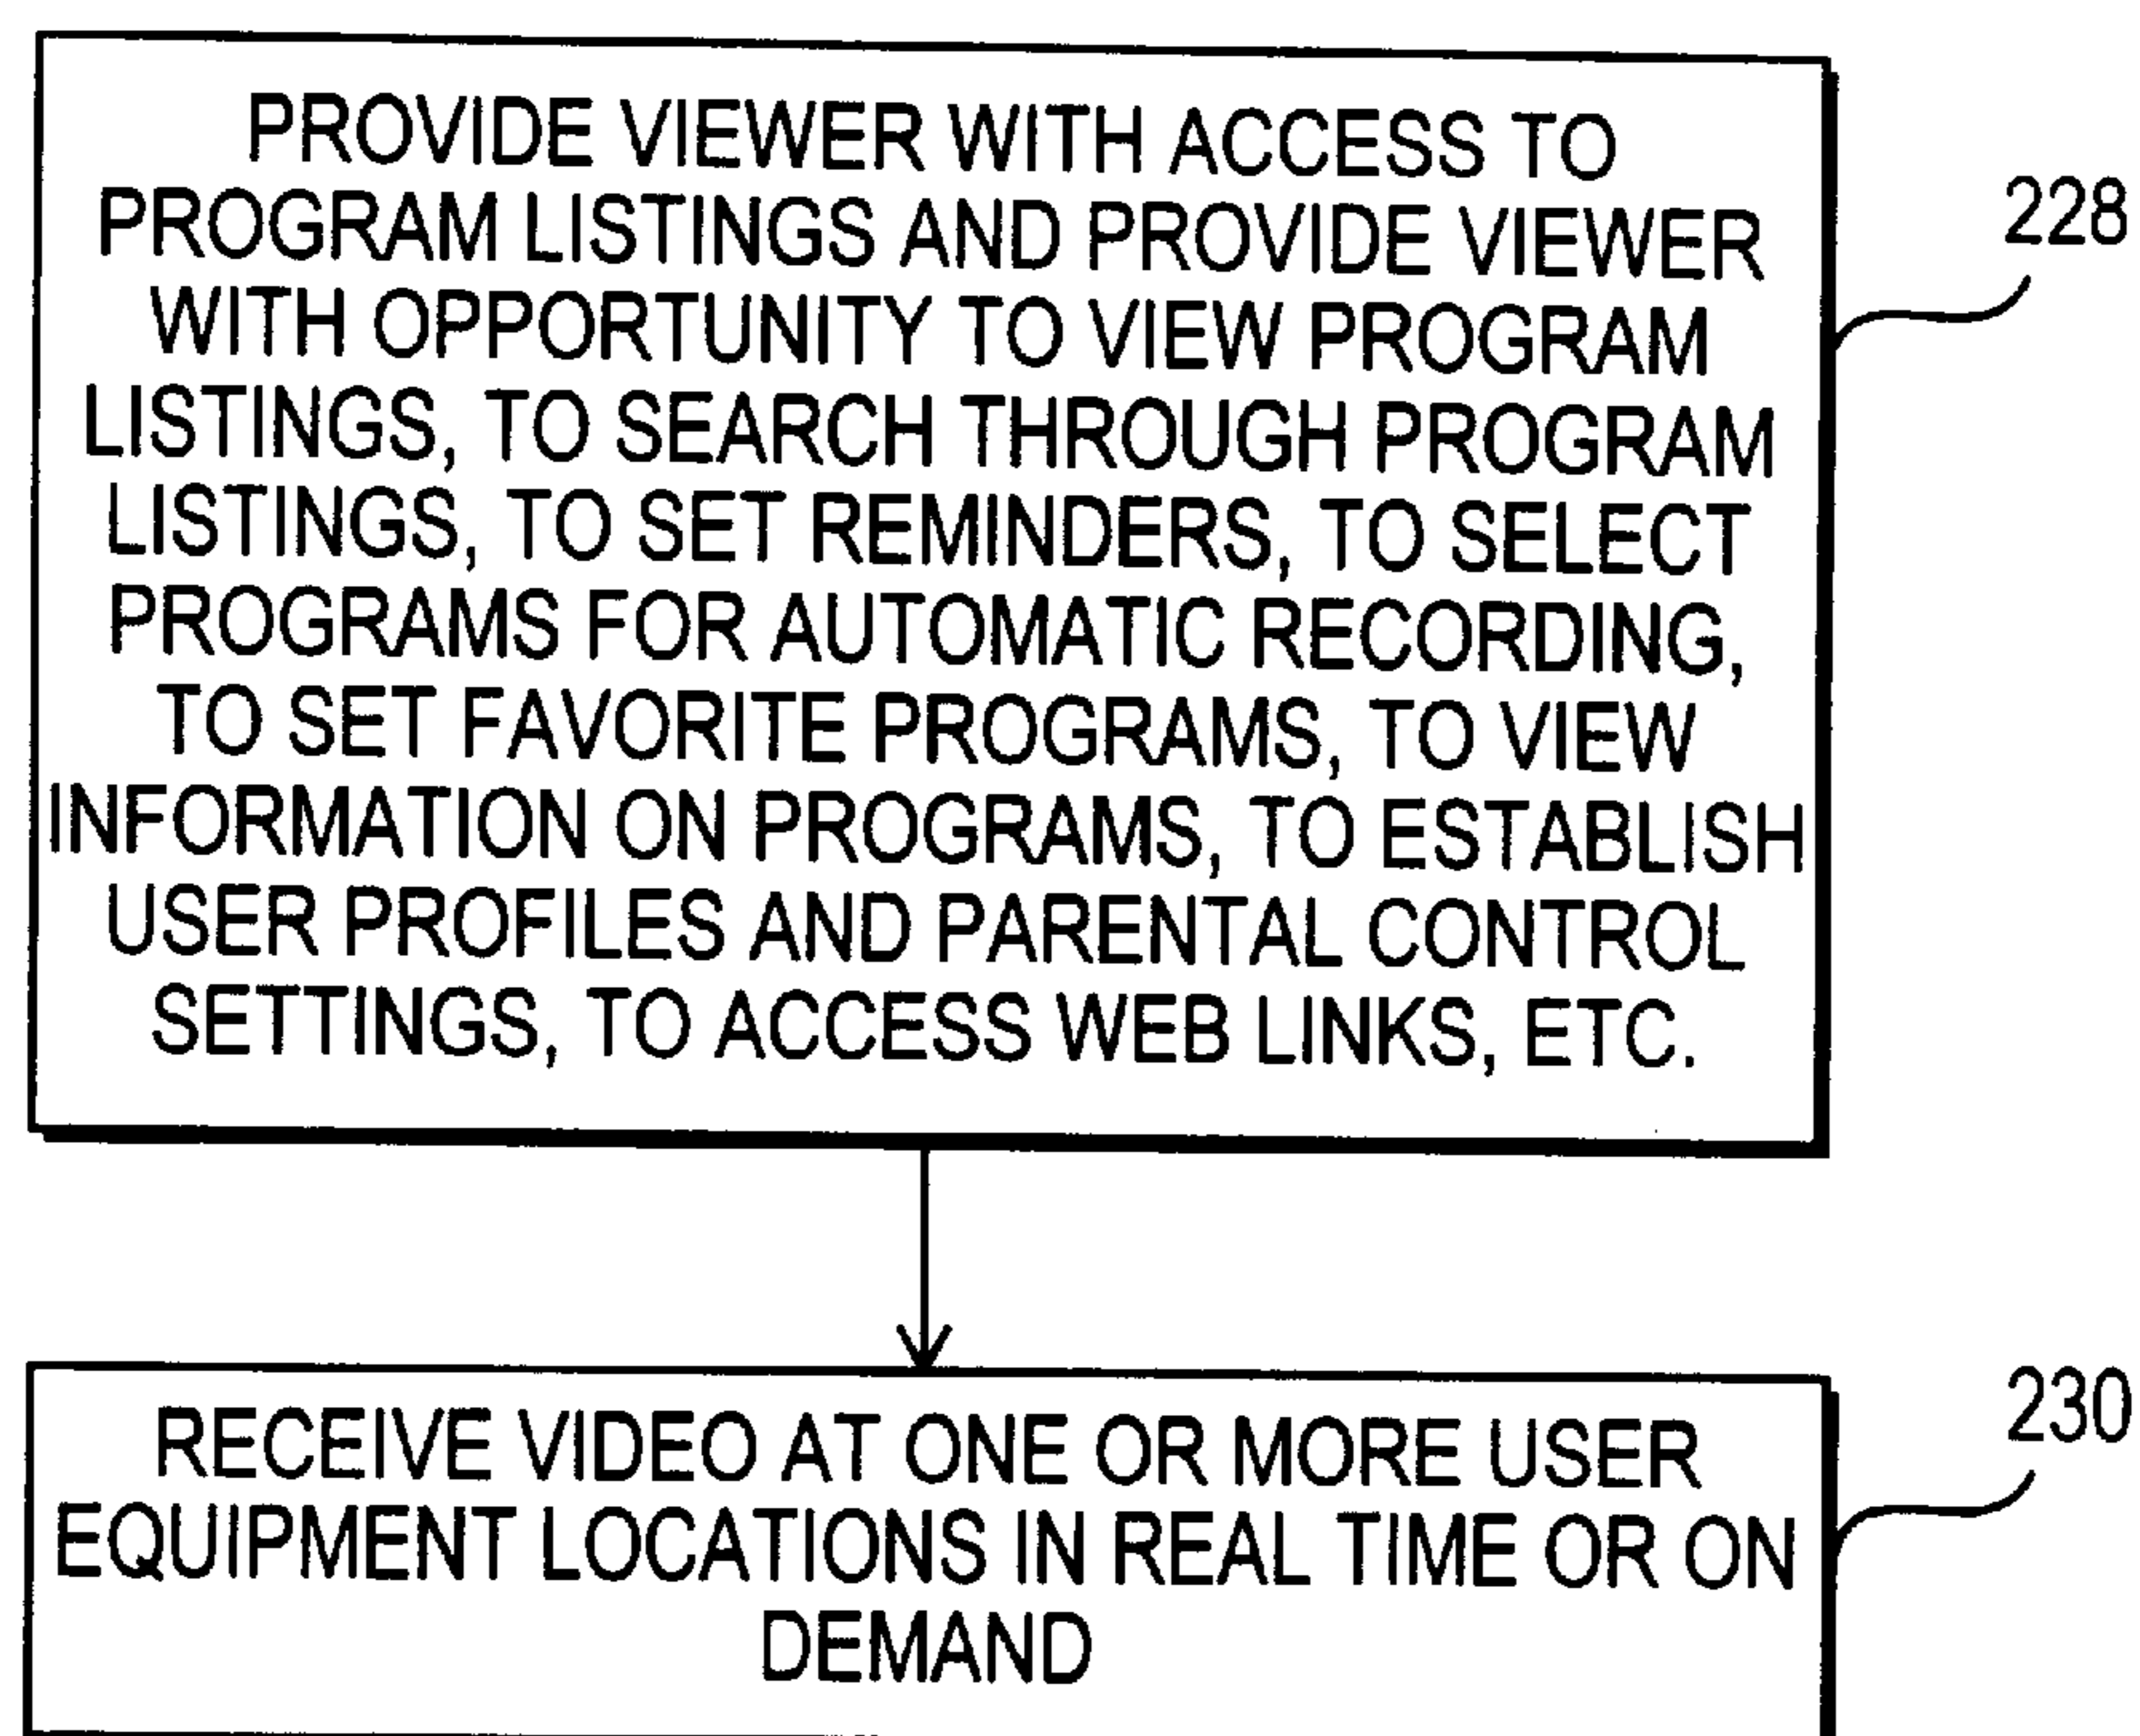 PROVIDE VIEWER WITH ACCESS TO
PROGRAM LISTINGS AND PROVIDE VIEWER
WITH OPPORTUNITY TO VIEW PROGRAM
LISTINGS, TO SEARCH THROUGH PROGRAM
LISTINGS, TO SET REMINDERS, TO SELECT
PROGRAMS FOR AUTOMATIC RECORDING,
TO SET FAVORITE PROGRAMS, TO VIEW
INFORMATION ON PROGRAMS, TO ESTABLISH
USER PROFILES AND PARENTAL CONTROL
SETTINGS, TO ACCESS WEB LINKS, ETC.
228
RECEIVE VIDEO AT ONE OR MORE USER
EQUIPMENT LOCATIONS IN REAL TIME OR ON
DEMAND
230